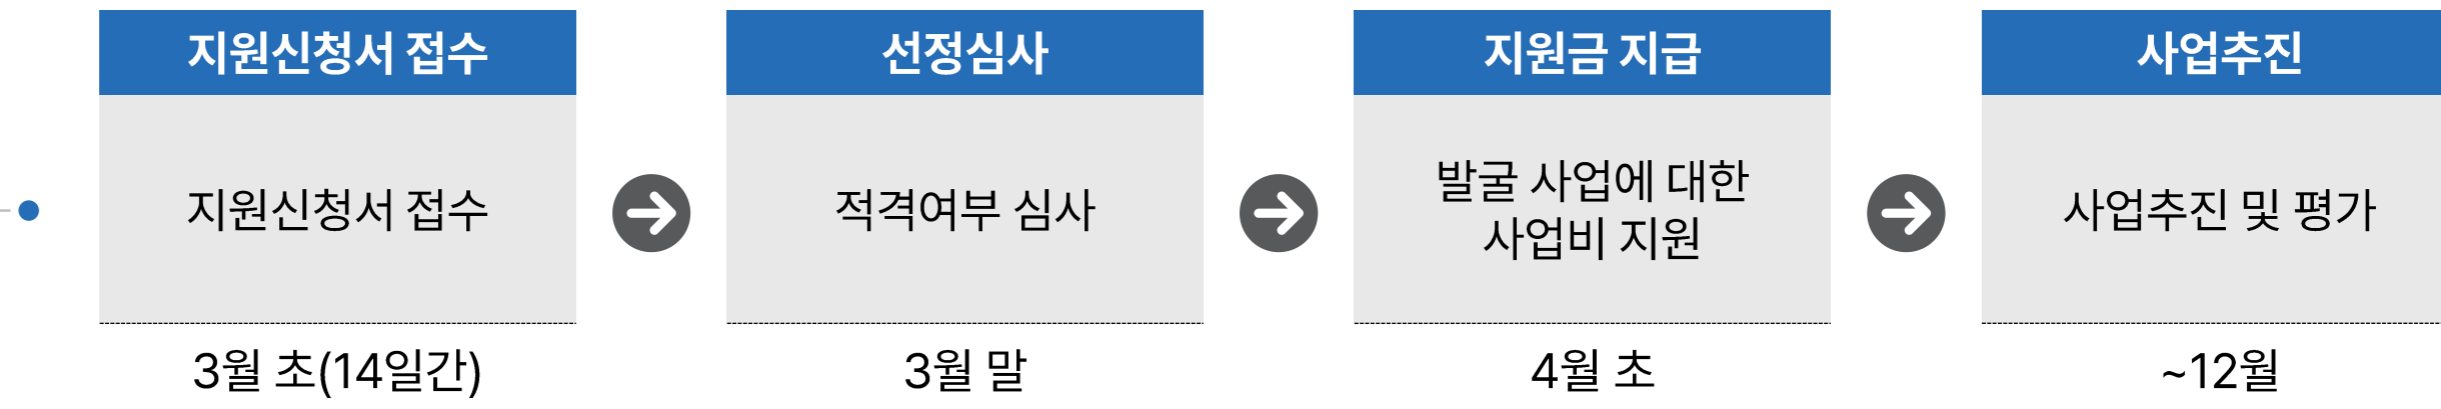 지원신청서 접수
지원신청서 접수
3월 초(14일간)
선정심사
적격여부 심사
3월 말
지원금 지급
발굴 사업에 대한
사업비 지원
4월 초
사업추진
사업추진 및 평가
~12월